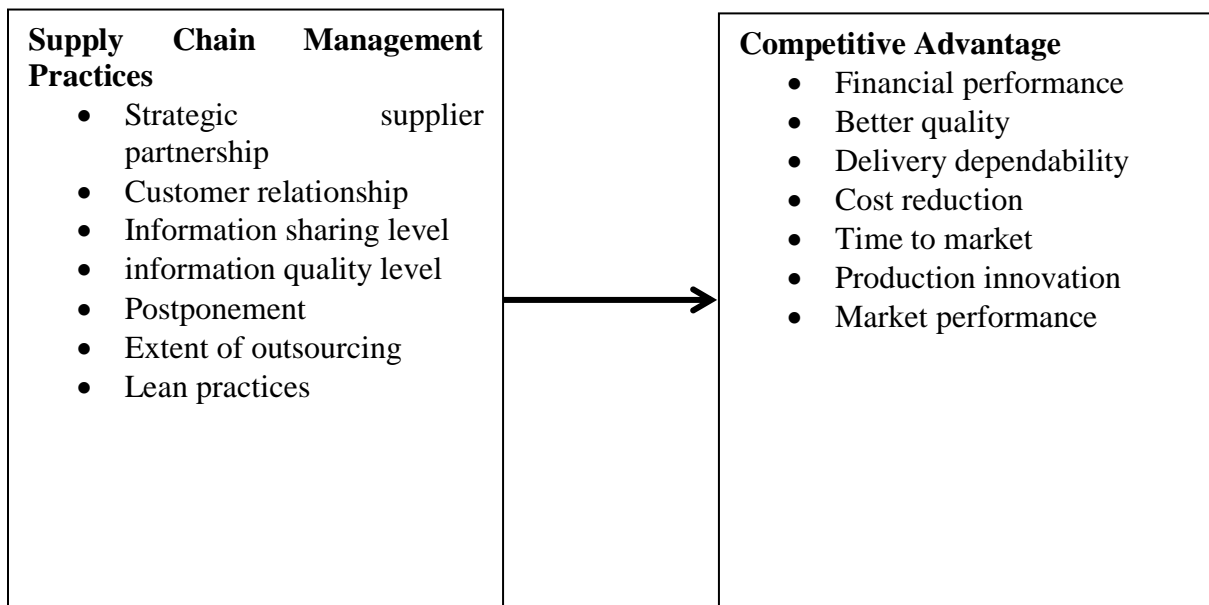 Supply Chain Management
Practices
• Strategic supplier
partnership
• Customer relationship
• Information sharing level
• information quality level
• Postponement
• Extent of outsourcing
• Lean practices
Competitive Advantage
• Financial performance
• Better quality
• Delivery dependability
• Cost reduction
• Time to market
• Production innovation
• Market performance